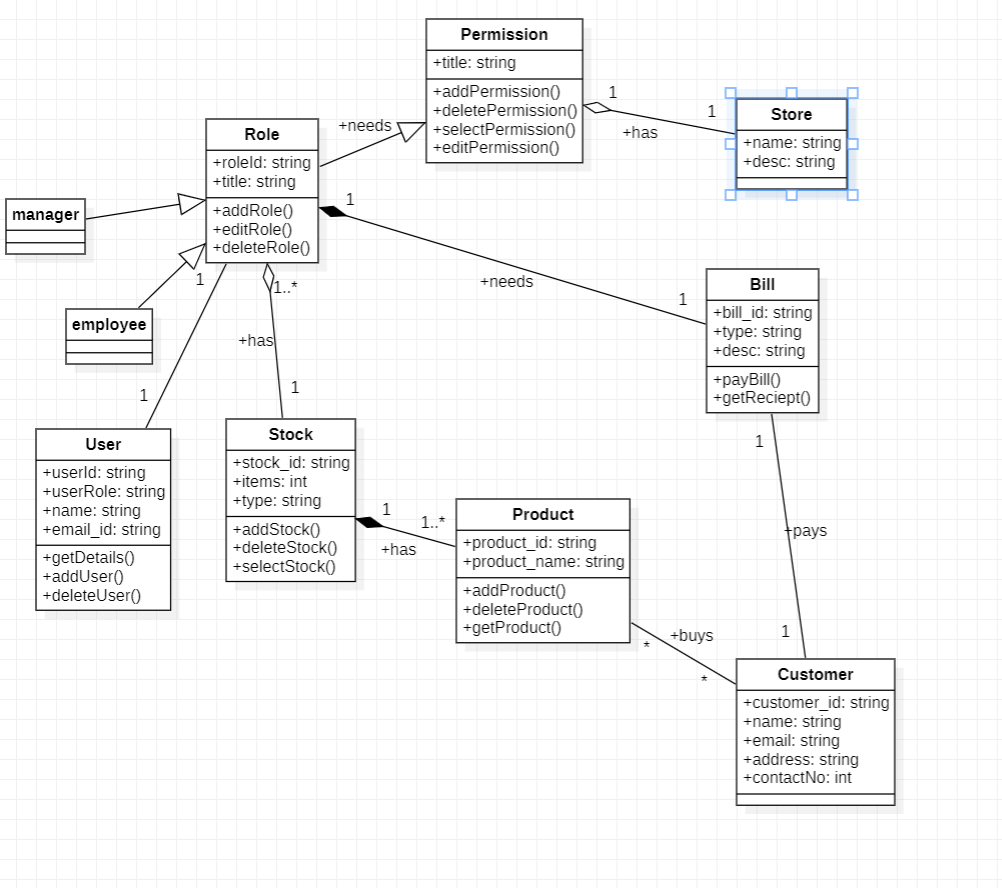 Permission
+title: string
+addPermission()
+deletePermission()
+selectPermission()
+editPermission()
1
+has
1
Store
+name: string
+desc: string
+needs
Role
+roleId: string
+title: string
+addRole()
+editRole()
+deleteRole()
manager
employee
1
1
1..*
+has
1
1
+needs
1
Bill
+bill_id: string
+type: string
+desc: string
+payBill()
+getReciept()
User
+userId: string
+userRole: string
+name: string
+email_id: string
+getDetails()
+addUser()
+deleteUser()
Stock
+stock_id: string
+items: int
+type: string
+addStock()
+deleteStock()
+selectStock()
1
+has
1..*
Product
+product_id: string
+product_name: string
+addProduct()
+deleteProduct()
+getProduct()
1
+pays
1
+buys
*
*
Customer
+customer_id: string
+name: string
+email: string
+address: string
+contactNo: int